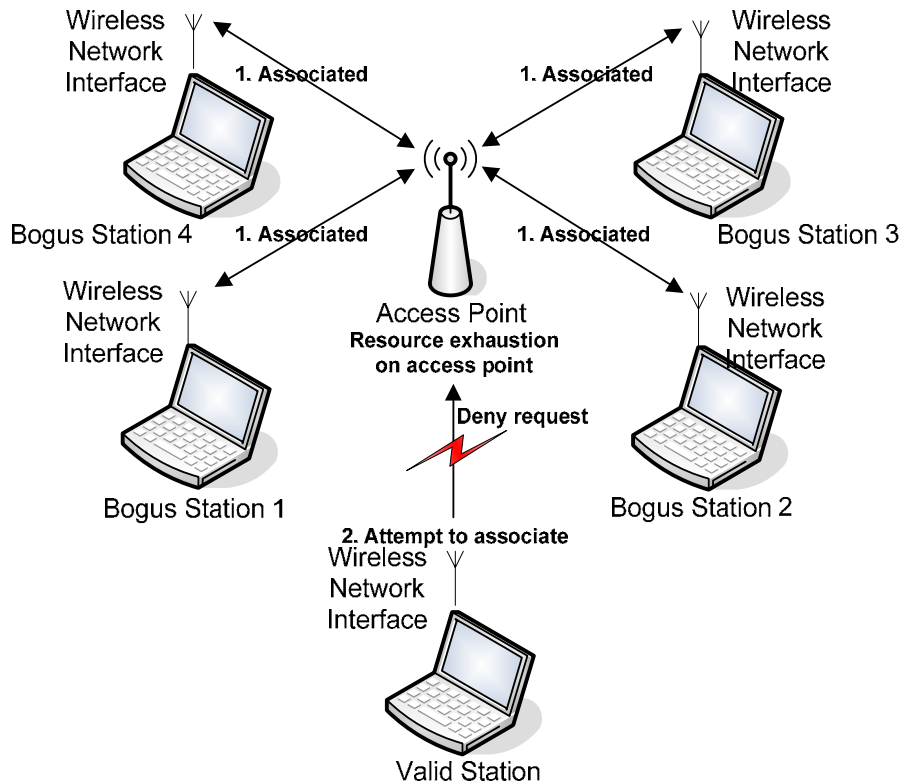 Wireless
Network
Interface
1. Associated
Bogus Station 4
Wireless
Network
Interface
1. Associated
Bogus Station 3
1. Associated
Wireless
Network
Interface
Bogus Station 1
1. Associated
Wireless
Network
Interface
Bogus Station 2
Access Point
Resource exhaustion
on access point
Deny request
2. Attempt to associate
Wireless
Network
Interface
Valid Station